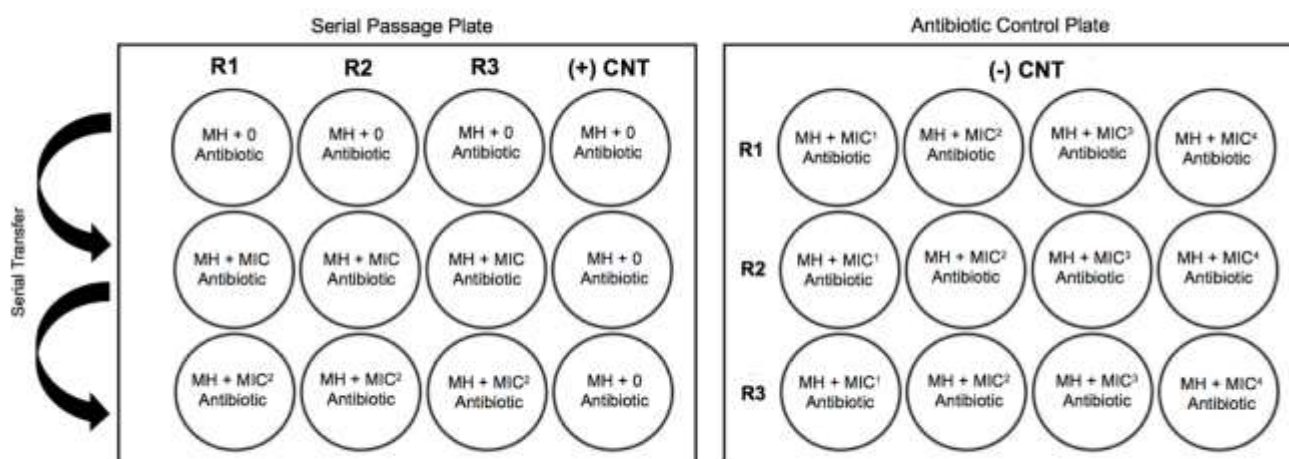 Serial Passage Plate
Antibiotic Control Plate
R1 R2 R3 (+) CNT
(-) CNT
Serial Transfer
MH + 0 Antibiotic
MH + 0 Antibiotic
MH + 0 Antibiotic
MH + 0 Antibiotic
MH + MIC Antibiotic
MH + MIC Antibiotic
MH + MIC Antibiotic
MH + 0 Antibiotic
MH + MIC² Antibiotic
MH + MIC² Antibiotic
MH + MIC² Antibiotic
MH + 0 Antibiotic
R1
MH + MIC¹ Antibiotic
MH + MIC² Antibiotic
MH + MIC³ Antibiotic
MH + MIC⁴ Antibiotic
R2
MH + MIC¹ Antibiotic
MH + MIC² Antibiotic
MH + MIC³ Antibiotic
MH + MIC⁴ Antibiotic
R3
MH + MIC¹ Antibiotic
MH + MIC² Antibiotic
MH + MIC³ Antibiotic
MH + MIC⁴ Antibiotic